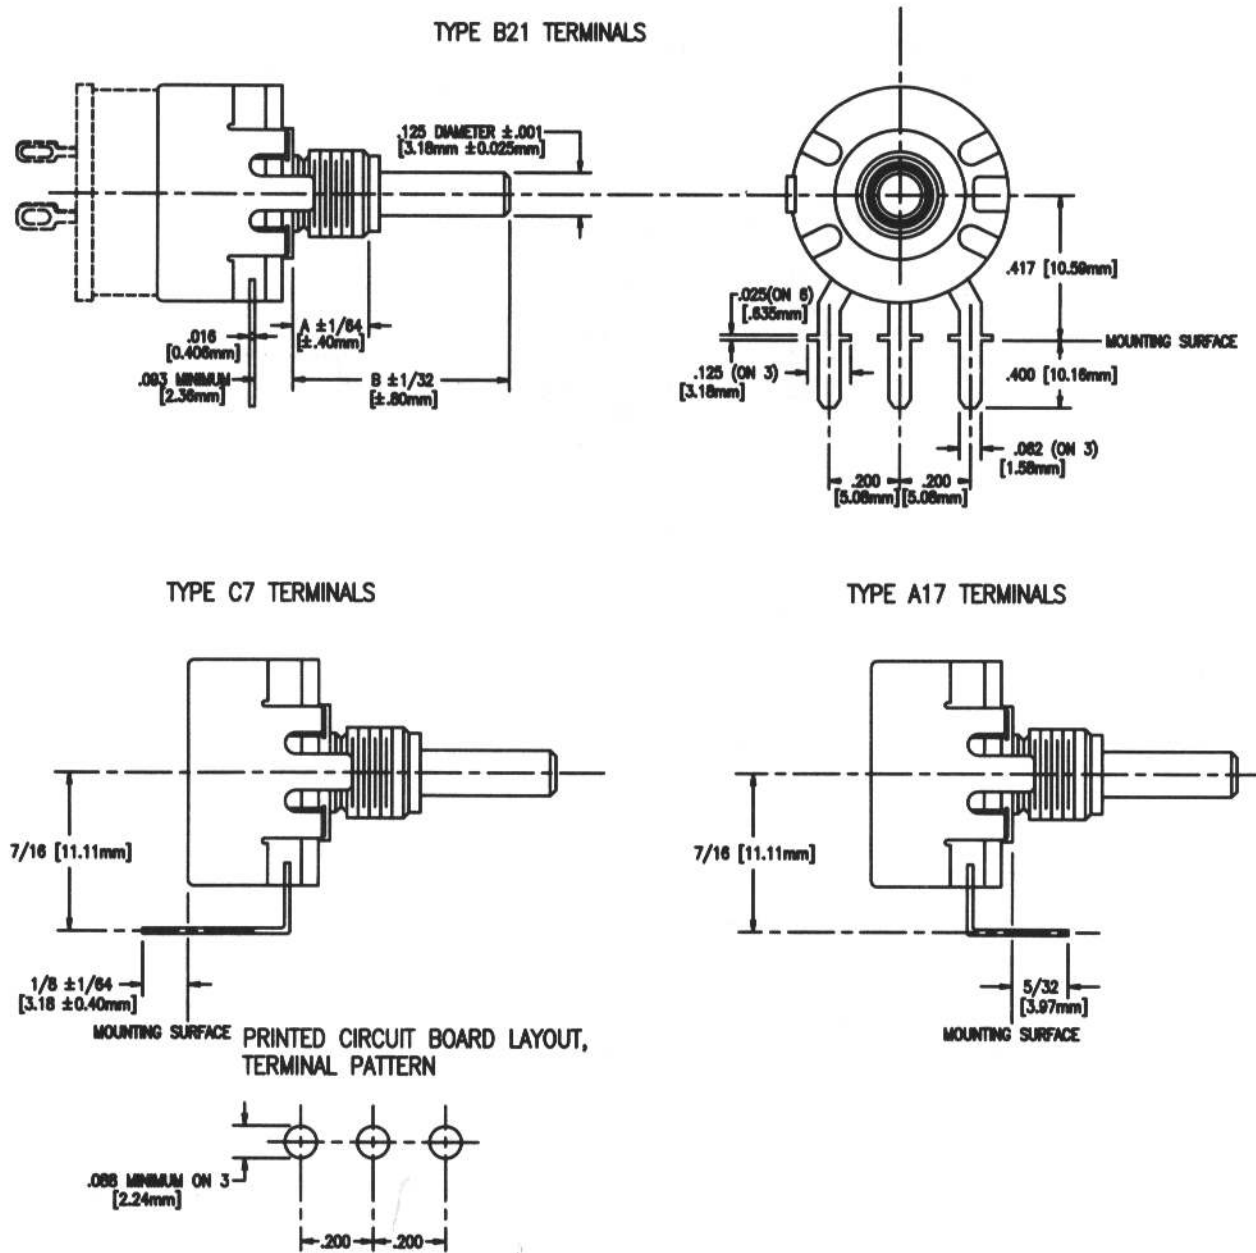 TYPE B21 TERMINALS
.125 DIAMETER ±.001
[3.18mm ±0.025mm]
.016
[0.406mm]
.093 MINIMUM
[2.36mm]
A ±1/64
[±.40mm]
B ±1/32
[±.80mm]
.417 [10.59mm]
.025(ON 6)
[.635mm]
MOUNTING SURFACE
.125 (ON 3)
[3.18mm]
.400 [10.16mm]
.062 (ON 3)
[1.58mm]
.200 .200
[5.08mm] [5.08mm]
TYPE C7 TERMINALS
7/16 [11.11mm]
1/8 ±1/64
[3.18 ±0.40mm]
MOUNTING SURFACE
TYPE A17 TERMINALS
7/16 [11.11mm]
5/32
[3.97mm]
MOUNTING SURFACE
PRINTED CIRCUIT BOARD LAYOUT,
TERMINAL PATTERN
.088 MINIMUM ON 3
[2.24mm]
.200 .200